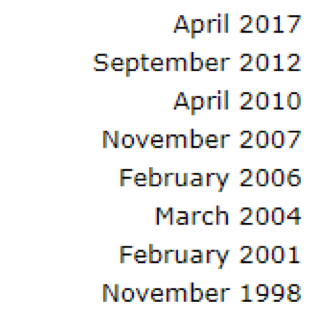 April 2017
September 2012
April 2010
November 2007
February 2006
March 2004
February 2001
November 1998